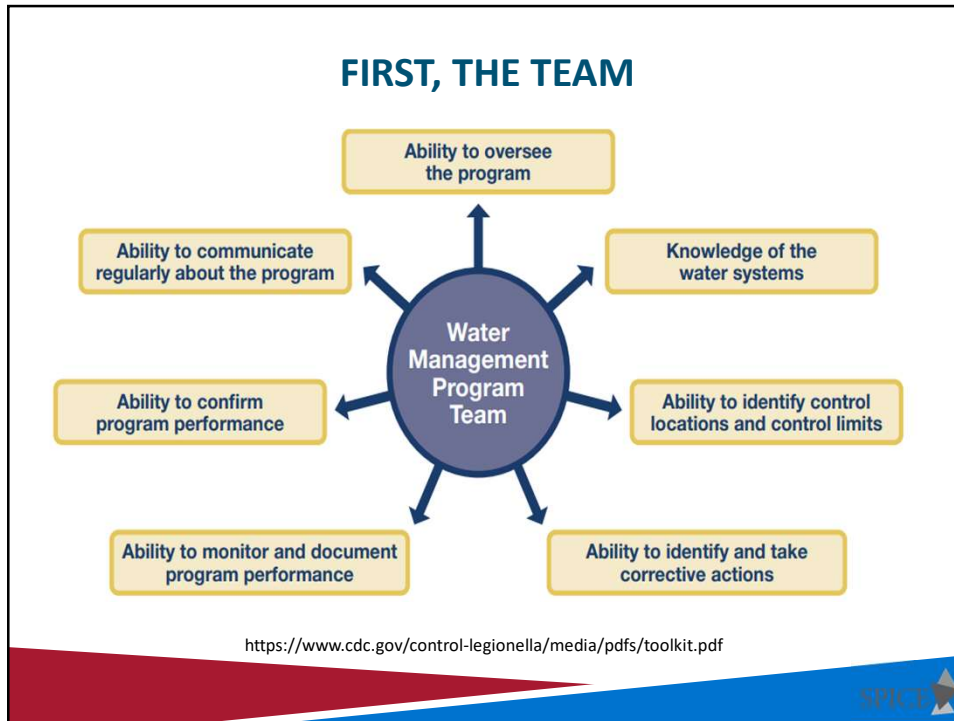 FIRST, THE TEAM
Ability to oversee
the program
Ability to communicate
regularly about the program
Knowledge of the
water systems
Water
Management
Program
Team
Ability to confirm
program performance
Ability to identify control
locations and control limits
Ability to monitor and document
program performance
Ability to identify and take
corrective actions
https://www.cdc.gov/control-legionella/media/pdfs/toolkit.pdf
SPICE